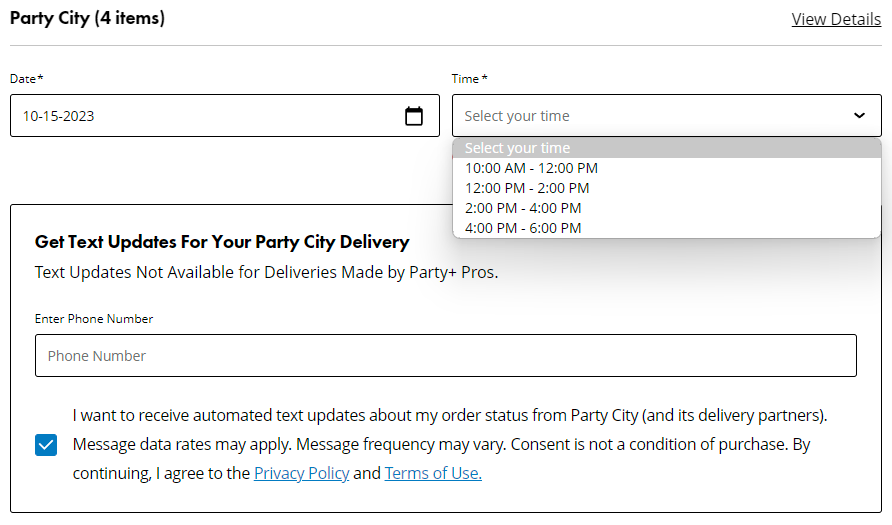 Party City (4 items)
View Details
Date*
Time *
10-15-2023
Select your time
Select your time
10:00 AM - 12:00 PM
12:00 PM - 2:00 PM
2:00 PM - 4:00 PM
4:00 PM - 6:00 PM
Get Text Updates For Your Party City Delivery
Text Updates Not Available for Deliveries Made by Party+ Pros.
Enter Phone Number
Phone Number
I want to receive automated text updates about my order status from Party City (and its delivery partners).
Message data rates may apply. Message frequency may vary. Consent is not a condition of purchase. By
continuing, I agree to the Privacy Policy and Terms of Use.